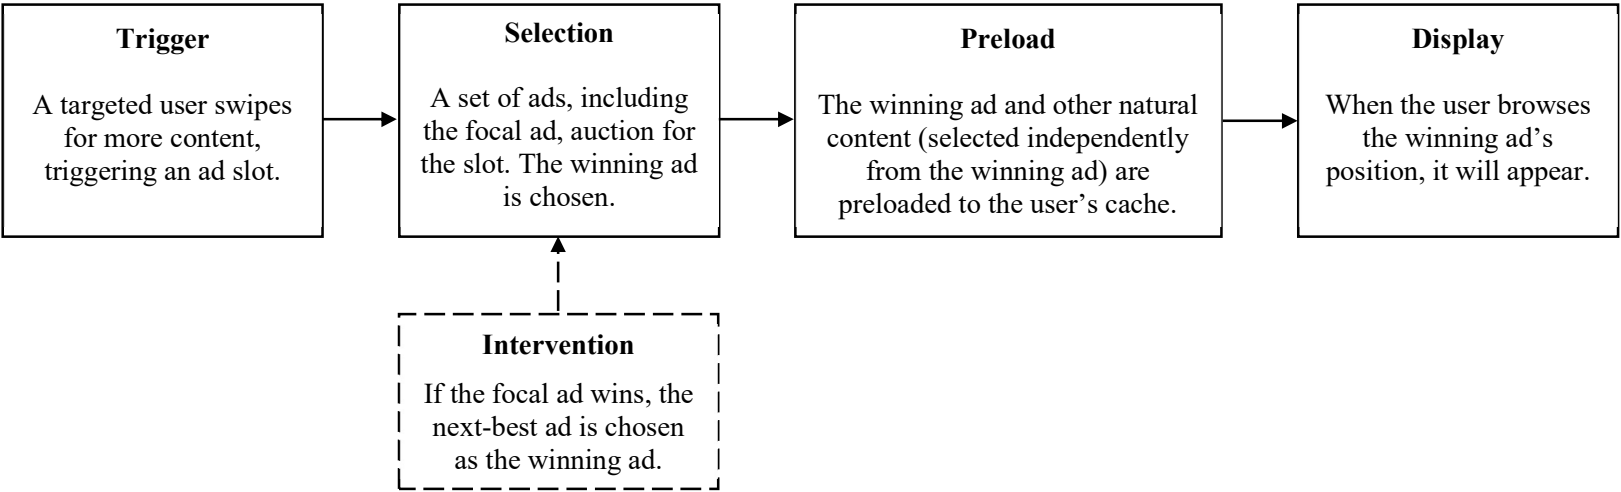 Trigger
A targeted user swipes
for more content,
triggering an ad slot.
Selection
A set of ads, including
the focal ad, auction for
the slot. The winning ad
is chosen.
Preload
The winning ad and other natural
content (selected independently
from the winning ad) are
preloaded to the user’s cache.
Display
When the user browses
the winning ad’s
position, it will appear.
Intervention
If the focal ad wins, the
next-best ad is chosen
as the winning ad.